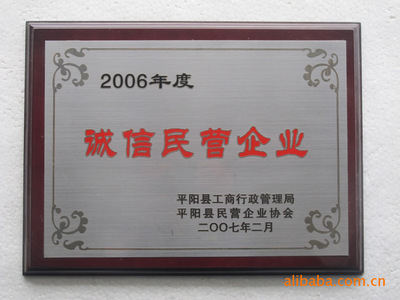 2006年度
诚信民营企业
平阳县工商行政管理局
平阳县民营企业协会
二〇〇七年二月
alibaba.com.cn